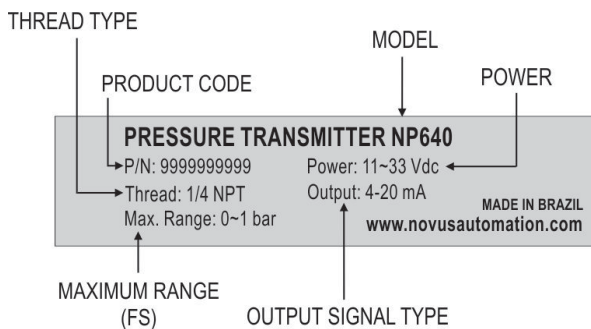 THREAD TYPE
MODEL
PRODUCT CODE
POWER
PRESSURE TRANSMITTER NP640
P/N: 9999999999
Power: 11~33 Vdc
Thread: 1/4 NPT
Output: 4-20 mA
Max. Range: 0~1 bar
MADE IN BRAZIL
www.novusautomation.com
MAXIMUM RANGE
(FS)
OUTPUT SIGNAL TYPE